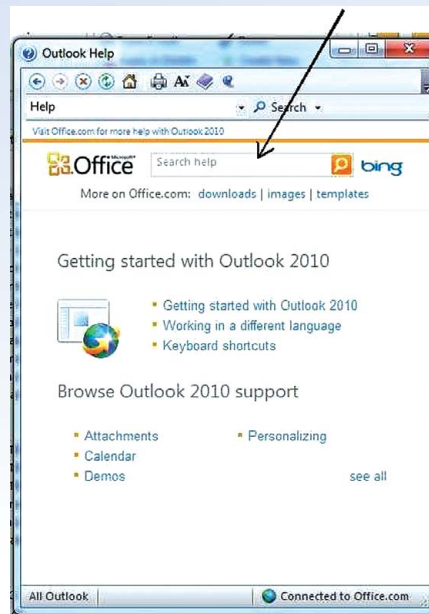 Outlook Help
Help
Search
Visit Office.com for more help with Outlook 2010
Office
Search help
bing
More on Office.com: downloads | images | templates
Getting started with Outlook 2010
Getting started with Outlook 2010
Working in a different language
Keyboard shortcuts
Browse Outlook 2010 support
Attachments
Personalizing
Calendar
Demos
see all
All Outlook
Connected to Office.com